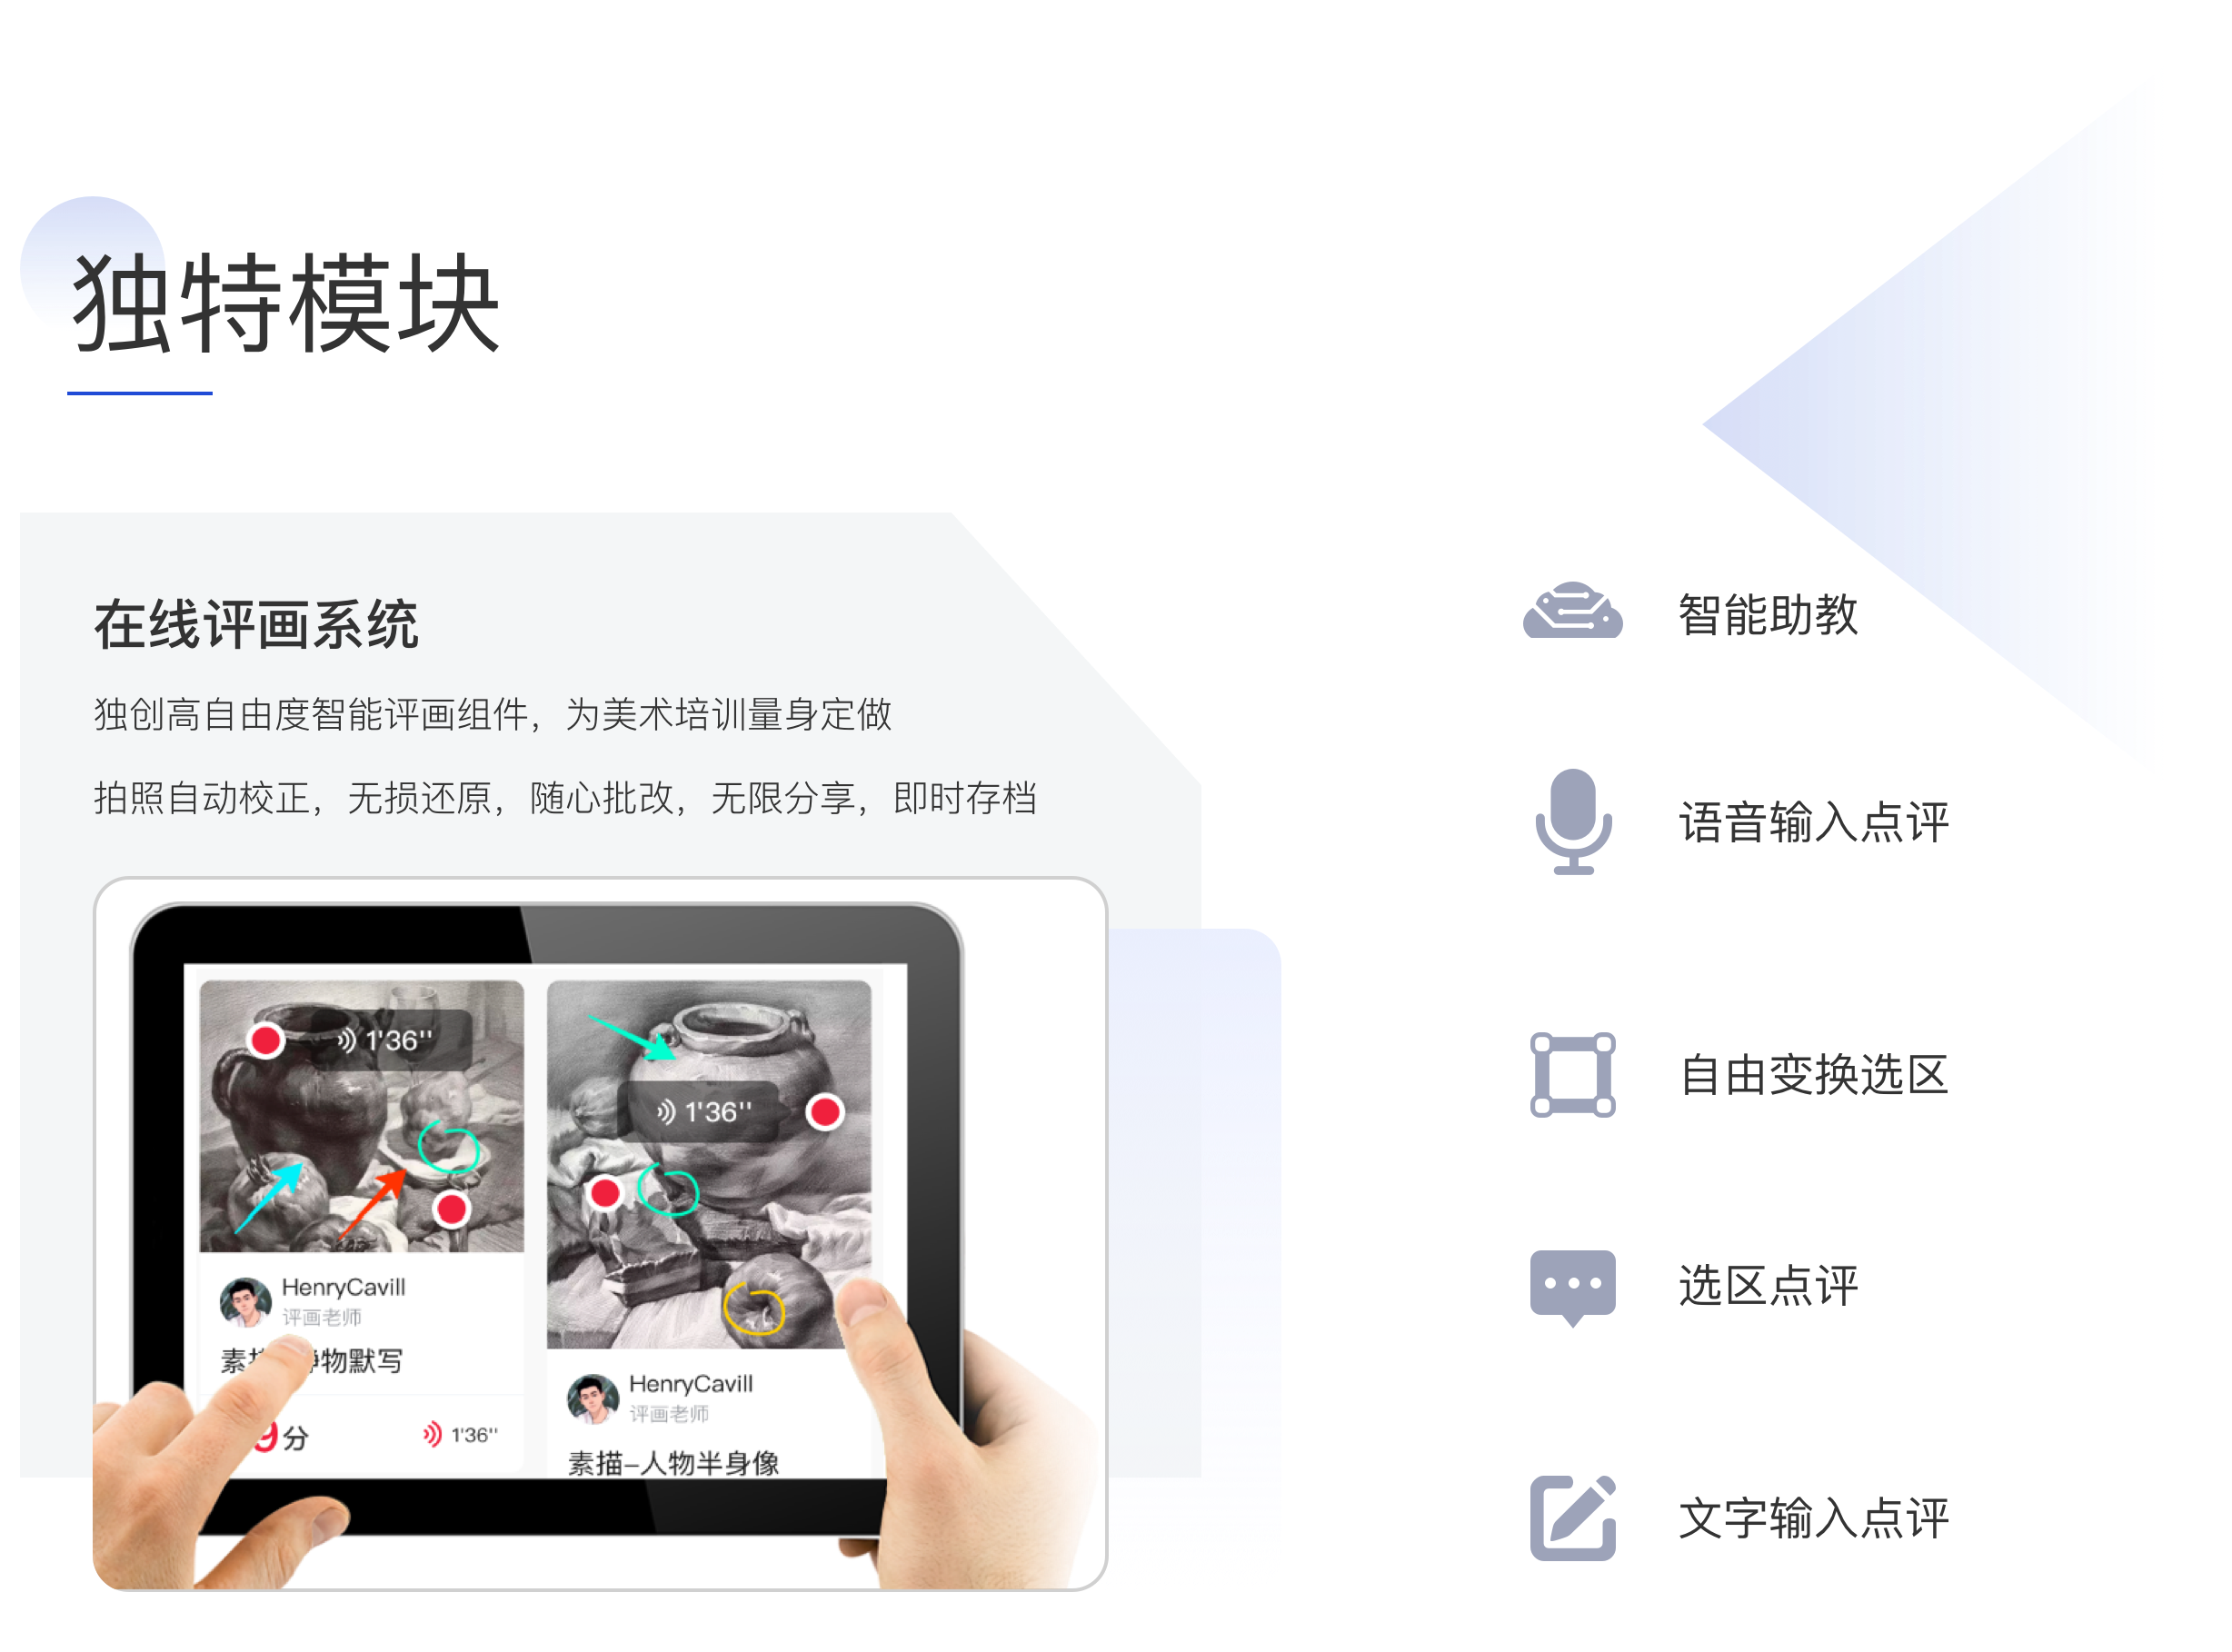 独特模块
在线评画系统
独创高自由度智能评画组件，为美术培训量身定做
拍照自动校正，无损还原，随心批改，无限分享，即时存档
1'36''
HenryCavill
评画老师
物默写
9分
1'36''
1'36''
HenryCavill
评画老师
素描–人物半身像
智能助教
语音输入点评
自由变换选区
选区点评
文字输入点评